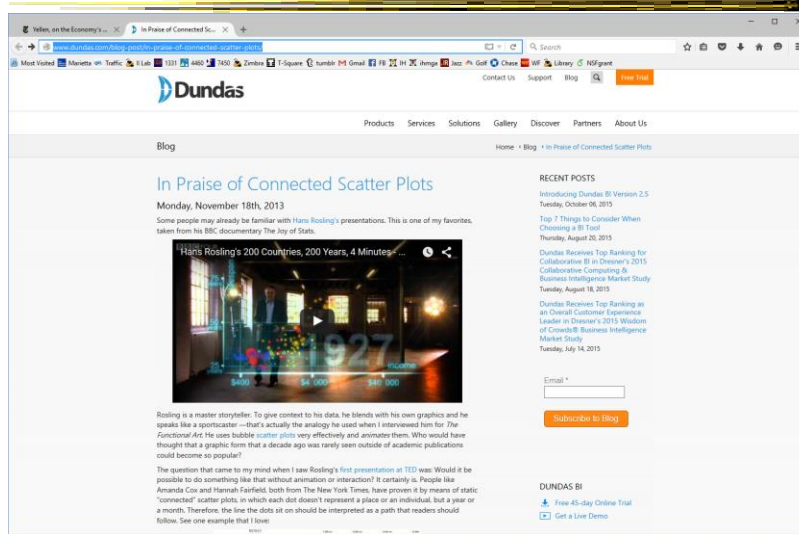 Yellen, on the Economy's ...
In Praise of Connected Sc...
www.dundas.com/blog-post/in-praise-of-connected-scatter-plots/
Search
Most Visited Marietta Traffic II Lab 1331 4460 7450 Zimbra T-Square tumblr Gmail FB IH ihmge Jazz Golf Chase WF Library NSFgrant
Contact Us Support Blog Free Trial
Dundas
Products Services Solutions Gallery Discover Partners About Us
Blog
Home Blog In Praise of Connected Scatter Plots
In Praise of Connected Scatter Plots
Monday, November 18th, 2013
Some people may already be familiar with Hans Rosling's presentations. This is one of my favorites,
taken from his BBC documentary The Joy of Stats.
Hans Rosling's 200 Countries, 200 Years, 4 Minutes - ...
1927
income
$400 $4 000 $40 000
Rosling is a master storyteller. To give context to his data, he blends with his own graphics and he
speaks like a sportscaster —that's actually the analogy he used when I interviewed him for The
Functional Art. He uses bubble scatter plots very effectively and animates them. Who would have
thought that a graphic form that a decade ago was rarely seen outside of academic publications
could become so popular?
The question that came to my mind when I saw Rosling's first presentation at TED was: Would it be
possible to do something like that without animation or interaction? It certainly is. People like
Amanda Cox and Hannah Fairfield, both from The New York Times, have proven it by means of static
"connected" scatter plots, in which each dot doesn't represent a place or an individual, but a year or
a month. Therefore, the line the dots sit on should be interpreted as a path that readers should
follow. See one example that I love:
RECENT POSTS
Introducing Dundas BI Version 2.5
Tuesday, October 06, 2015
Top 7 Things to Consider When
Choosing a BI Tool
Thursday, August 20, 2015
Dundas Receives Top Ranking for
Collaborative BI in Dresner's 2015
Collaborative Computing &
Business Intelligence Market Study
Tuesday, August 18, 2015
Dundas Receives Top Ranking as
an Overall Customer Experience
Leader in Dresner's 2015 Wisdom
of Crowds® Business Intelligence
Market Study
Tuesday, July 14, 2015
Email *
Subscribe to Blog
DUNDAS BI
Free 45-day Online Trial
Get a Live Demo